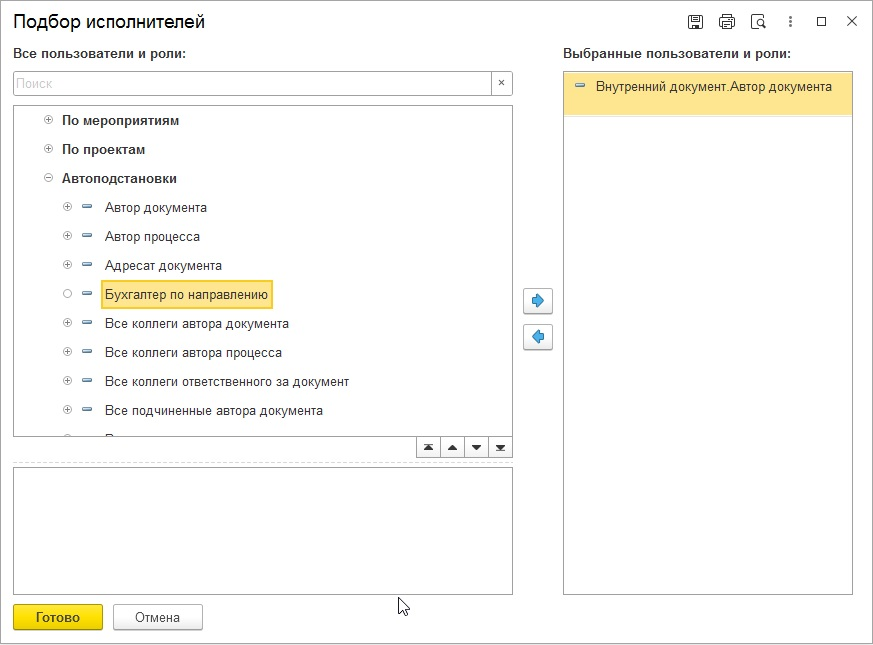 Подбор исполнителей
Все пользователи и роли:
Поиск
По мероприятиям
По проектам
Автоподстановки
Автор документа
Автор процесса
Адресат документа
Бухгалтер по направлению
Все коллеги автора документа
Все коллеги автора процесса
Все коллеги ответственного за документ
Все подчиненные автора документа
Готово
Отмена
Выбранные пользователи и роли:
Внутренний документ.Автор документа